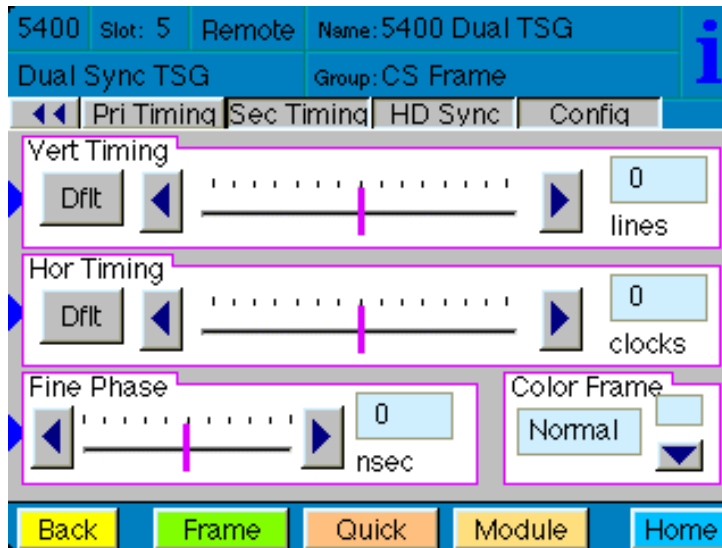 5400 Slot: 5 Remote Name: 5400 Dual TSG
Dual Sync TSG Group: CS Frame
i
Pri Timing Sec Timing HD Sync Config
Vert Timing
Dflt 0
lines
Hor Timing
Dflt 0
clocks
Fine Phase Color Frame
0 Normal
nsec
Back Frame Quick Module Home